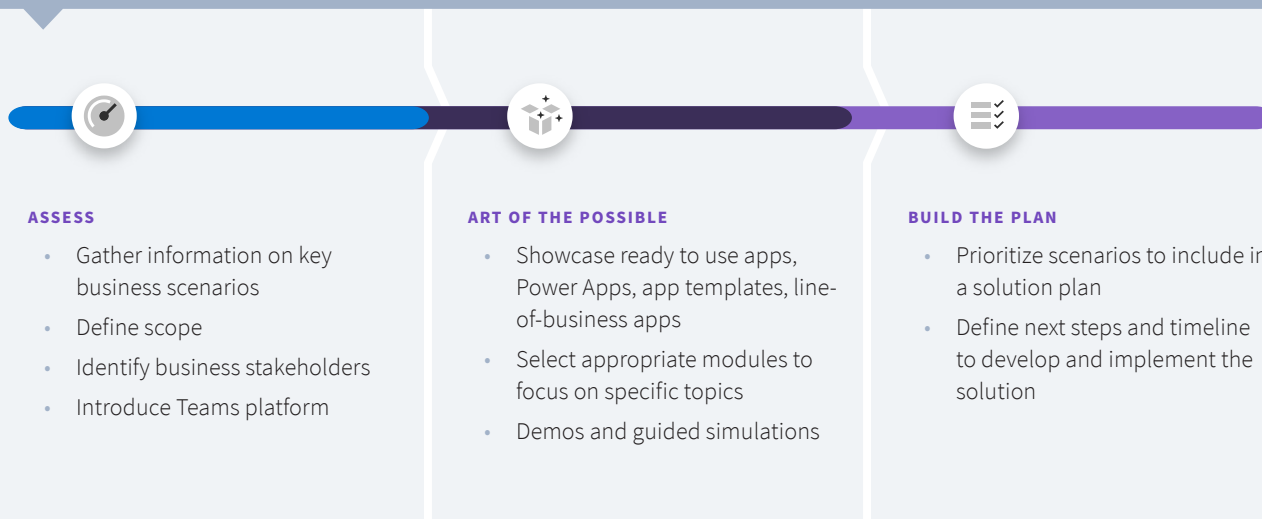 ASSESS
• Gather information on key
business scenarios
• Define scope
• Identify business stakeholders
• Introduce Teams platform
ART OF THE POSSIBLE
• Showcase ready to use apps,
Power Apps, app templates, line-
of-business apps
• Select appropriate modules to
focus on specific topics
• Demos and guided simulations
BUILD THE PLAN
• Prioritize scenarios to include in
a solution plan
• Define next steps and timeline
to develop and implement the
solution